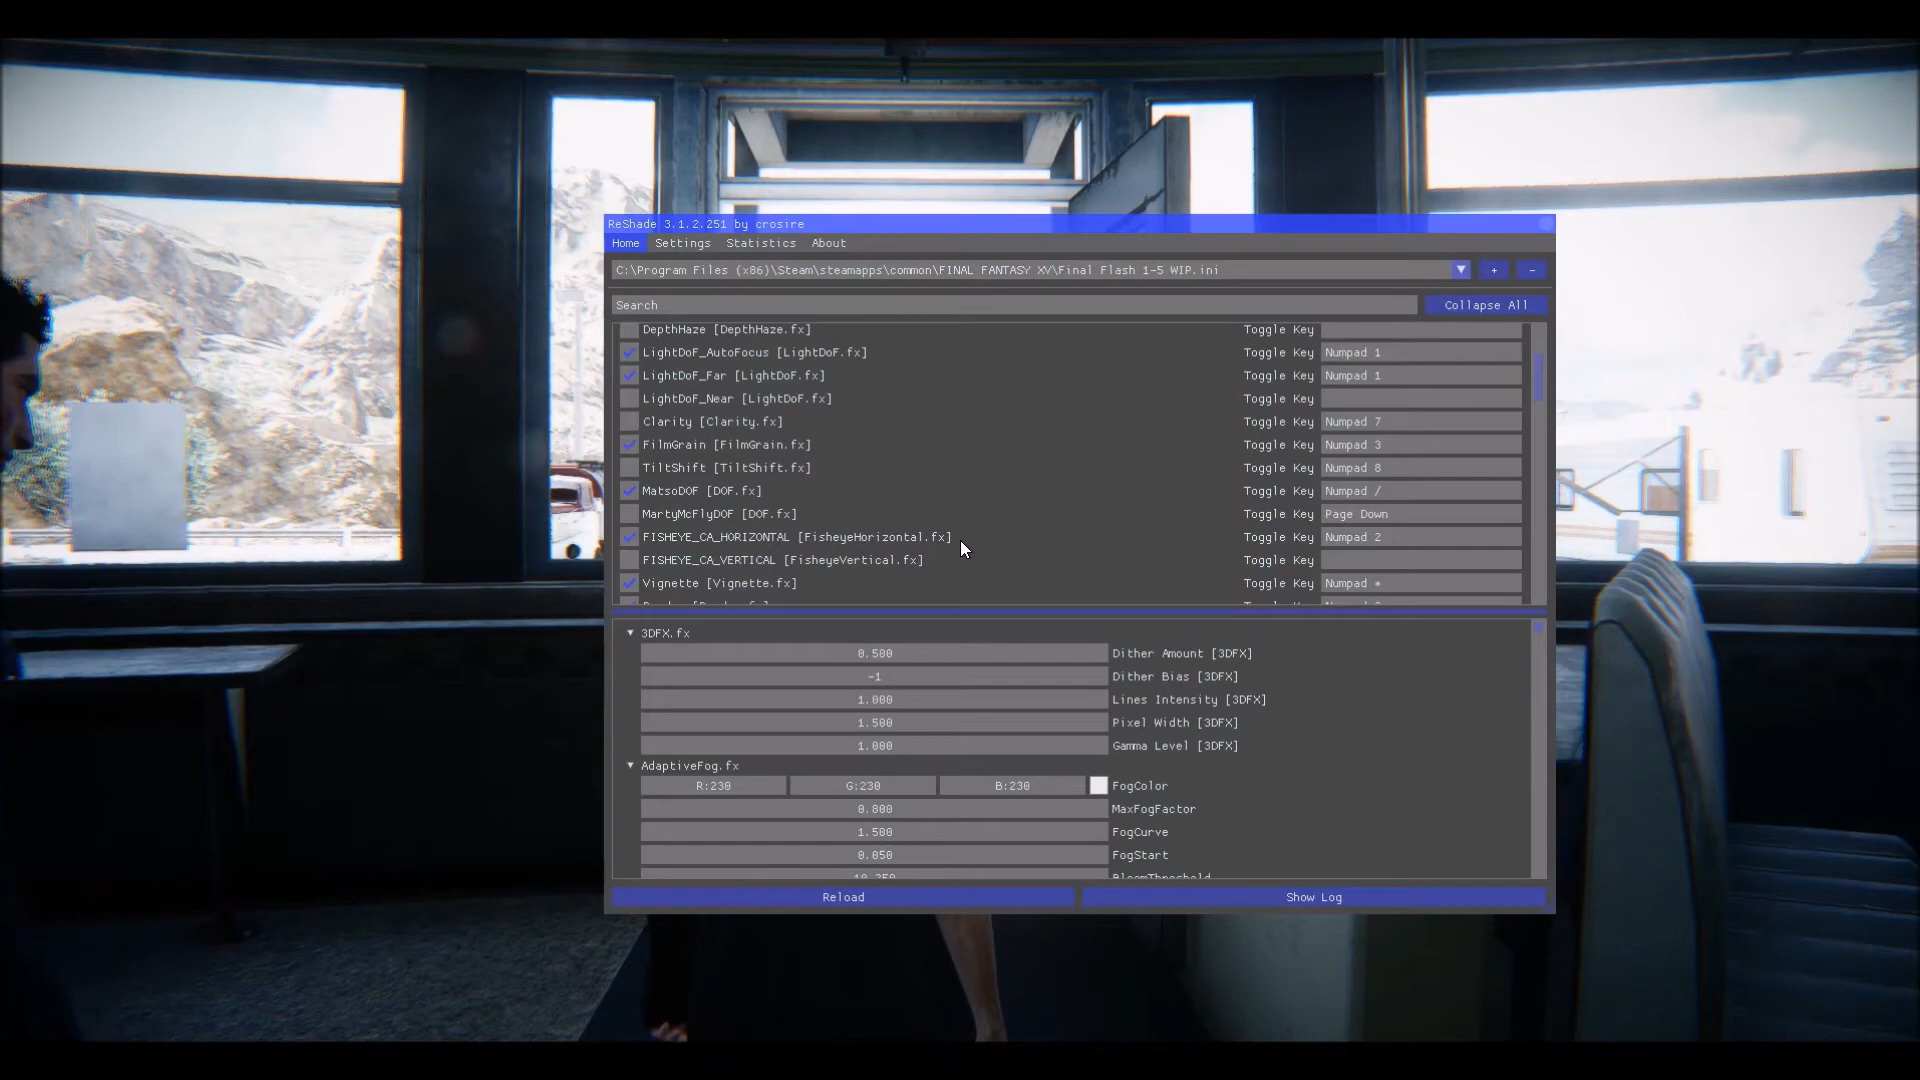 ReShade 3.1.2.251 by crosire
Home Settings Statistics About
C:\Program Files (x86)\Steam\steamapps\common\FINAL FANTASY XV\Final Flash 1-5 WIP.ini + -
Search Collapse All
DepthHaze [DepthHaze.fx] Toggle Key
LightDoF_AutoFocus [LightDoF.fx] Toggle Key Numpad 1
LightDoF_Far [LightDoF.fx] Toggle Key Numpad 1
LightDoF_Near [LightDoF.fx] Toggle Key
Clarity [Clarity.fx] Toggle Key Numpad 7
FilmGrain [FilmGrain.fx] Toggle Key Numpad 3
TiltShift [TiltShift.fx] Toggle Key Numpad 8
MatsoDOF [DOF.fx] Toggle Key Numpad /
MartyMcFlyDOF [DOF.fx] Toggle Key Page Down
FISHEYE_CA_HORIZONTAL [FisheyeHorizontal.fx] Toggle Key Numpad 2
FISHEYE_CA_VERTICAL [FisheyeVertical.fx] Toggle Key
Vignette [Vignette.fx] Toggle Key Numpad *
3DFX.fx
0.500 Dither Amount [3DFX]
-1 Dither Bias [3DFX]
1.000 Lines Intensity [3DFX]
1.500 Pixel Width [3DFX]
1.000 Gamma Level [3DFX]
AdaptiveFog.fx
R:230 G:230 B:230 FogColor
0.800 MaxFogFactor
1.500 FogCurve
0.050 FogStart
BloomThreshold
Reload Show Log